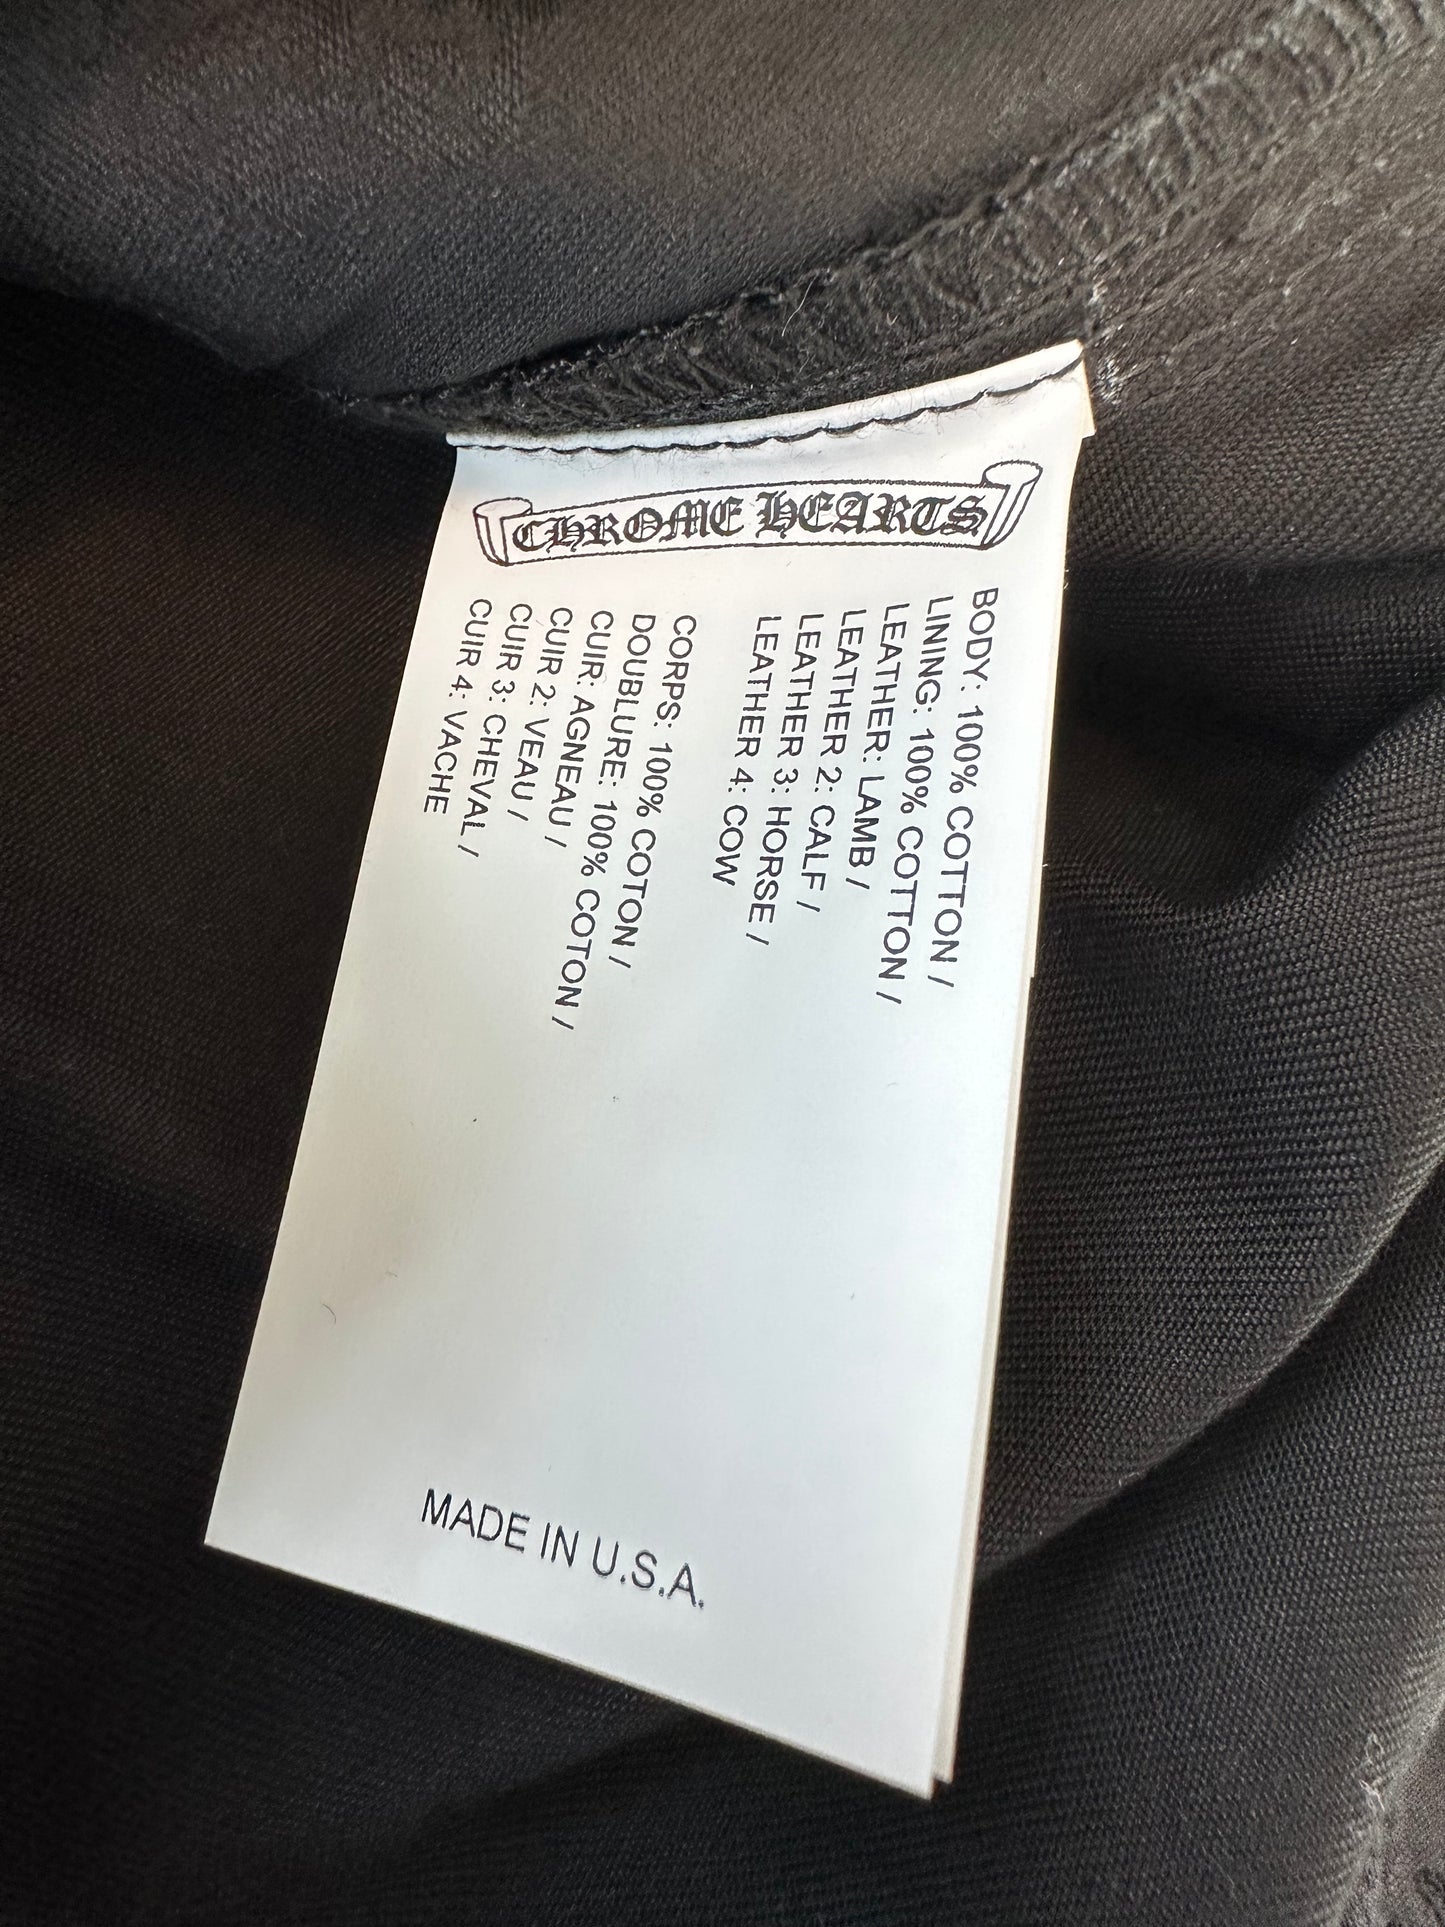 CHROME HEARTS
BODY: 100% COTTON /
LINING: 100% COTTON /
LEATHER: LAMB /
LEATHER 2: CALF /
LEATHER 3: HORSE /
LEATHER 4: COW
CORPS: 100% COTON /
DOUBLURE: 100% COTON /
CUIR: AGNEAU /
CUIR 2: VEAU /
CUIR 3: CHEVAL /
CUIR 4: VACHE
MADE IN U.S.A.